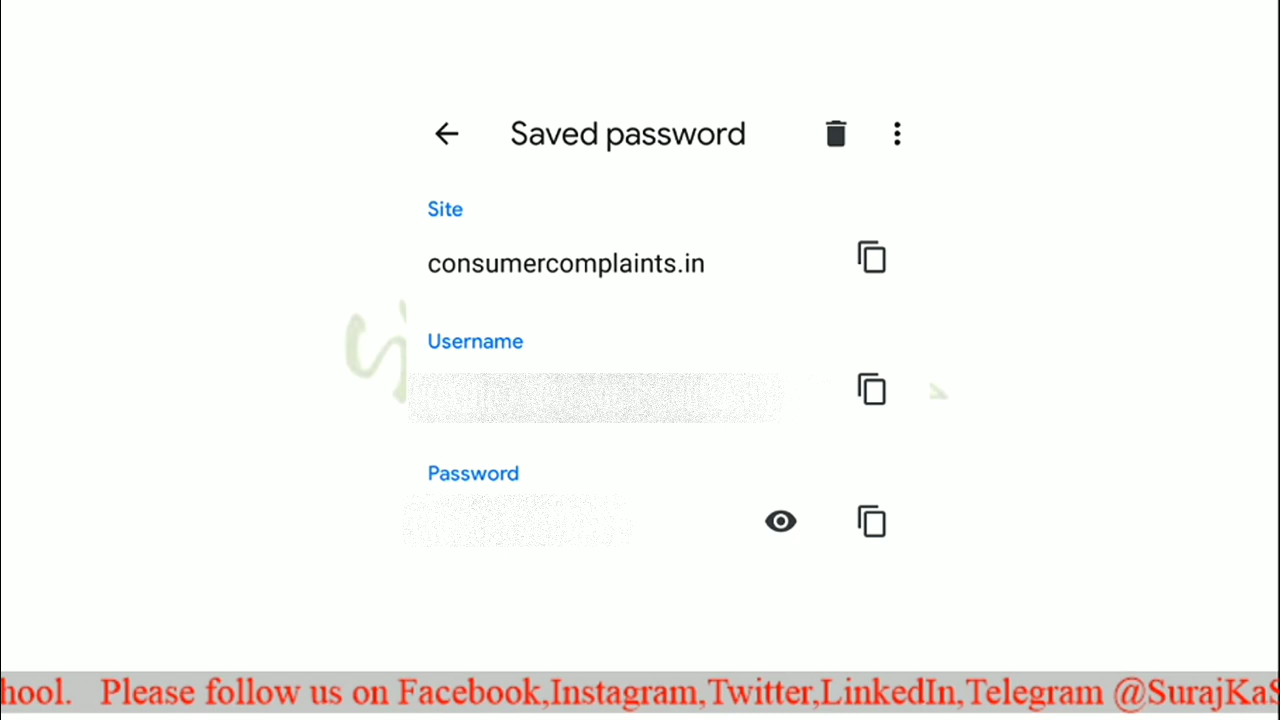 Saved password
Site
consumercomplaints.in
Username
Password
hool.   Please follow us on Facebook,Instagram,Twitter,LinkedIn,Telegram @SurajKaS